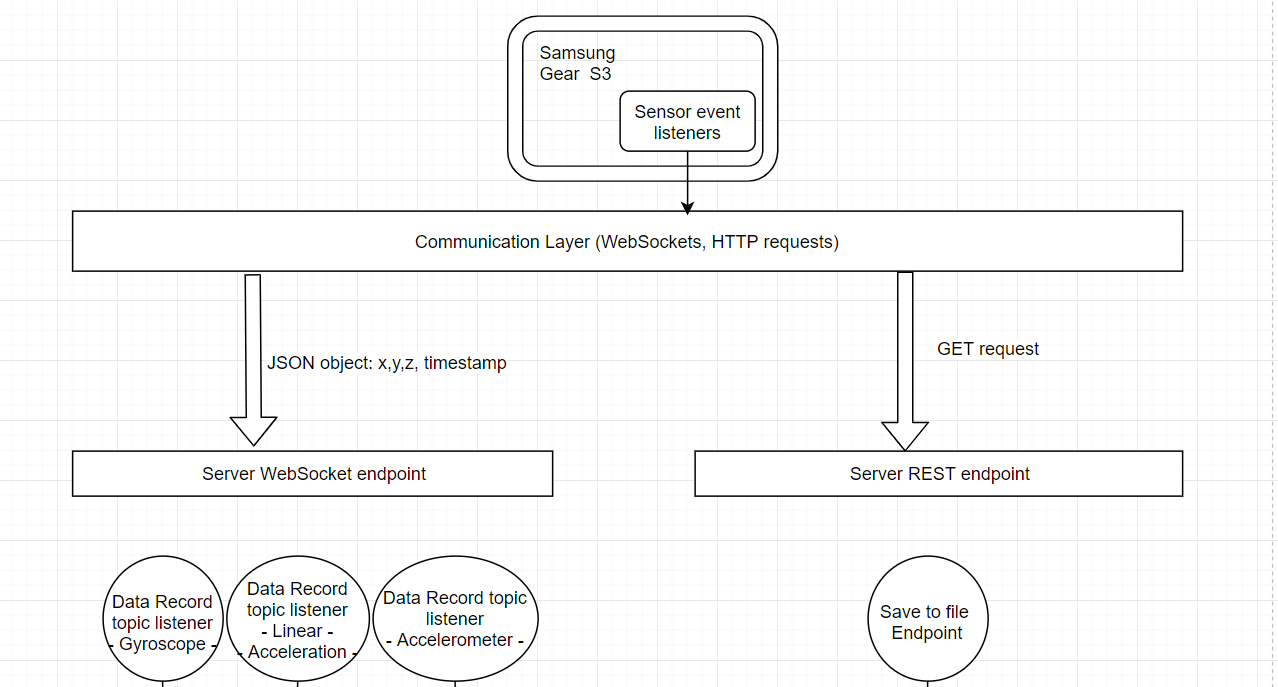 Samsung
Gear S3
Sensor event
listeners
Communication Layer (WebSockets, HTTP requests)
JSON object: x,y,z, timestamp
GET request
Server WebSocket endpoint
Server REST endpoint
Data Record
topic listener
- Gyroscope -
Data Record
topic listener
- Linear -
- Acceleration -
Data Record topic
listener
- Accelerometer -
Save to file
Endpoint